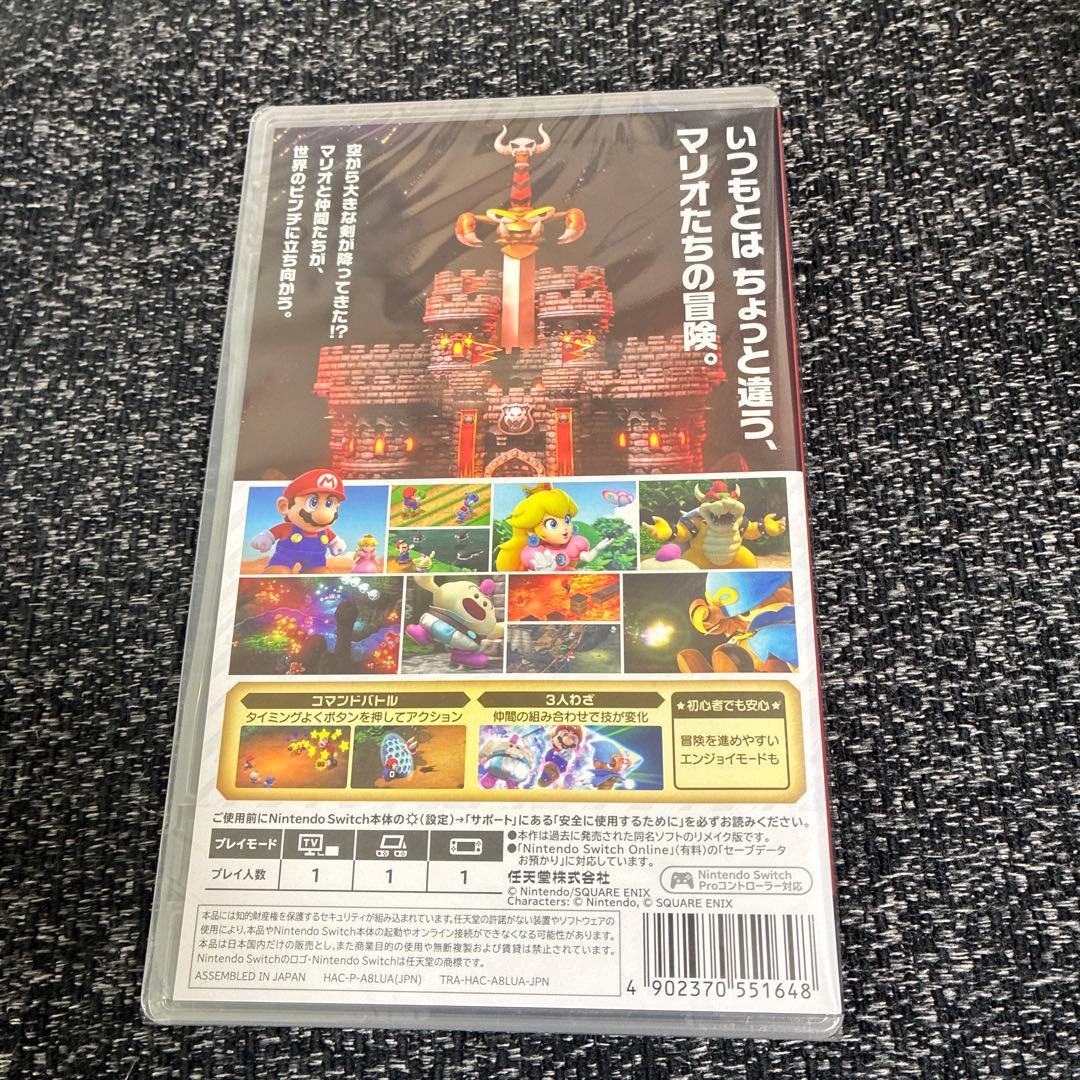 いつもとは ちょっと違う、
マリオたちの冒険。
空から大きな剣が降ってきた!?
マリオと仲間たちが、
世界のピンチに立ち向かう。
コマンドバトル
タイミングよくボタンを押してアクション
3人わざ
仲間の組み合わせで技が変化
★初心者でも安心★
冒険を進めやすい
エンジョイモードも
ご使用前にNintendo Switch本体の(設定)→「サポート」にある「安全に使用するために」を必ずお読みください。
プレイモード TV
プレイ人数 1 1 1
●本作は過去に発売された同名ソフトのリメイク版です。
●「Nintendo Switch Online」(有料)の「セーブデータ
お預かり」に対応しています。
任天堂株式会社
© Nintendo/SQUARE ENIX
Characters: © Nintendo, © SQUARE ENIX
Nintendo Switch
Proコントローラー対応
本品には知的財産権を保護するセキュリティが組み込まれています。任天堂の許諾がない装置やソフトウェアの
使用により、本品やNintendo Switch本体の起動やオンライン接続ができなくなる可能性があります。
本品は日本国内だけの販売とし、また商業目的の使用や無断複製および賃貸は禁止されています。
Nintendo Switchのロゴ・Nintendo Switchは任天堂の商標です。
ASSEMBLED IN JAPAN HAC-P-A8LUA(JPN) TRA-HAC-A8LUA-JPN
4 902370 551648